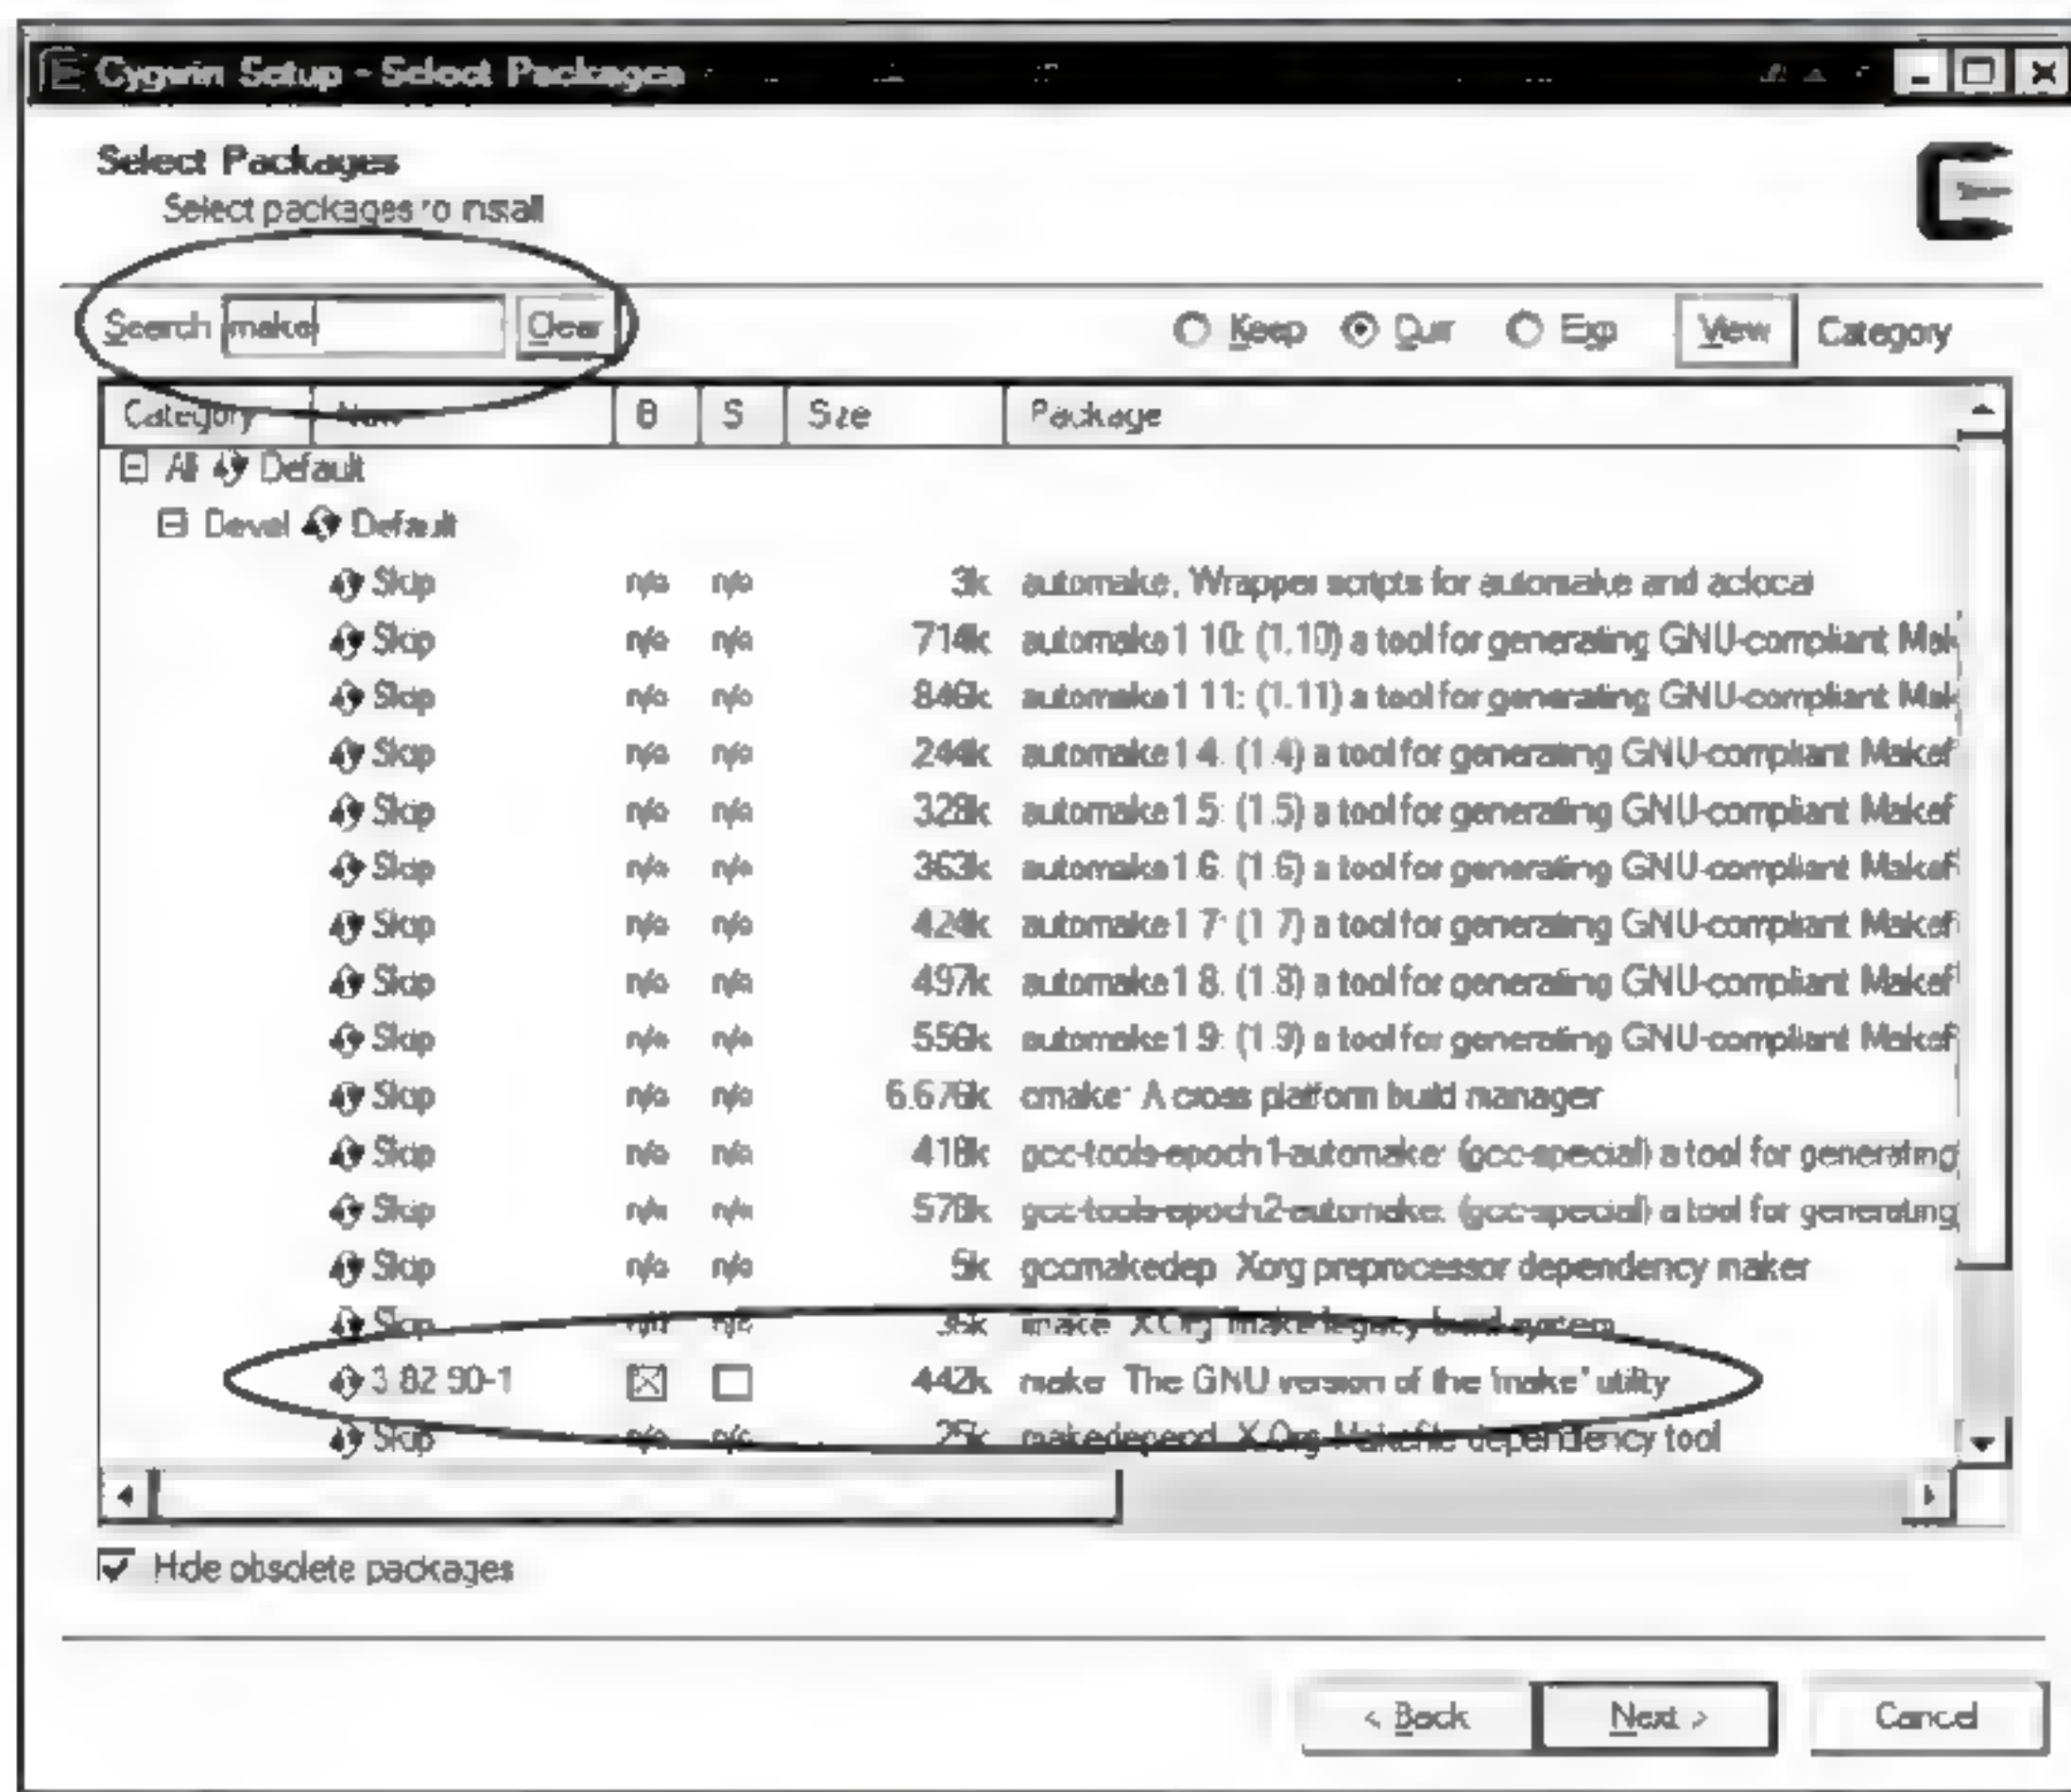 Cygwin Setup - Select Packages
Select Packages
Select packages to install
Search make Clear Keep Curr Exp View Category
Category New B S Size Package
All Default
Devel Default
Skip n/a n/a 3k automake: Wrapper scripts for automake and aclocal
Skip n/a n/a 714k automake1.10: (1.10) a tool for generating GNU-compliant Mak
Skip n/a n/a 846k automake1.11: (1.11) a tool for generating GNU-compliant Mak
Skip n/a n/a 244k automake1.4: (1.4) a tool for generating GNU-compliant Makef
Skip n/a n/a 328k automake1.5: (1.5) a tool for generating GNU-compliant Makef
Skip n/a n/a 363k automake1.6: (1.6) a tool for generating GNU-compliant Makef
Skip n/a n/a 424k automake1.7: (1.7) a tool for generating GNU-compliant Makef
Skip n/a n/a 497k automake1.8: (1.8) a tool for generating GNU-compliant Makef
Skip n/a n/a 556k automake1.9: (1.9) a tool for generating GNU-compliant Makef
Skip n/a n/a cmake: A cross platform build manager
Skip n/a n/a 418k gcc-tools-epoch1-automake: (gcc-special) a tool for generating
Skip n/a n/a gcc-tools-epoch2-automake: (gcc-special) a tool for generating
Skip n/a n/a 5k gccmakedep: Xorg preprocessor dependency maker
Skip n/a n/a imake: X.Org imake legacy build system
3.82.90-1 442k make: The GNU version of the 'make' utility
Skip n/a n/a makedepend: X.Org Makefile dependency tool
Hide obsolete packages
< Back Next > Cancel